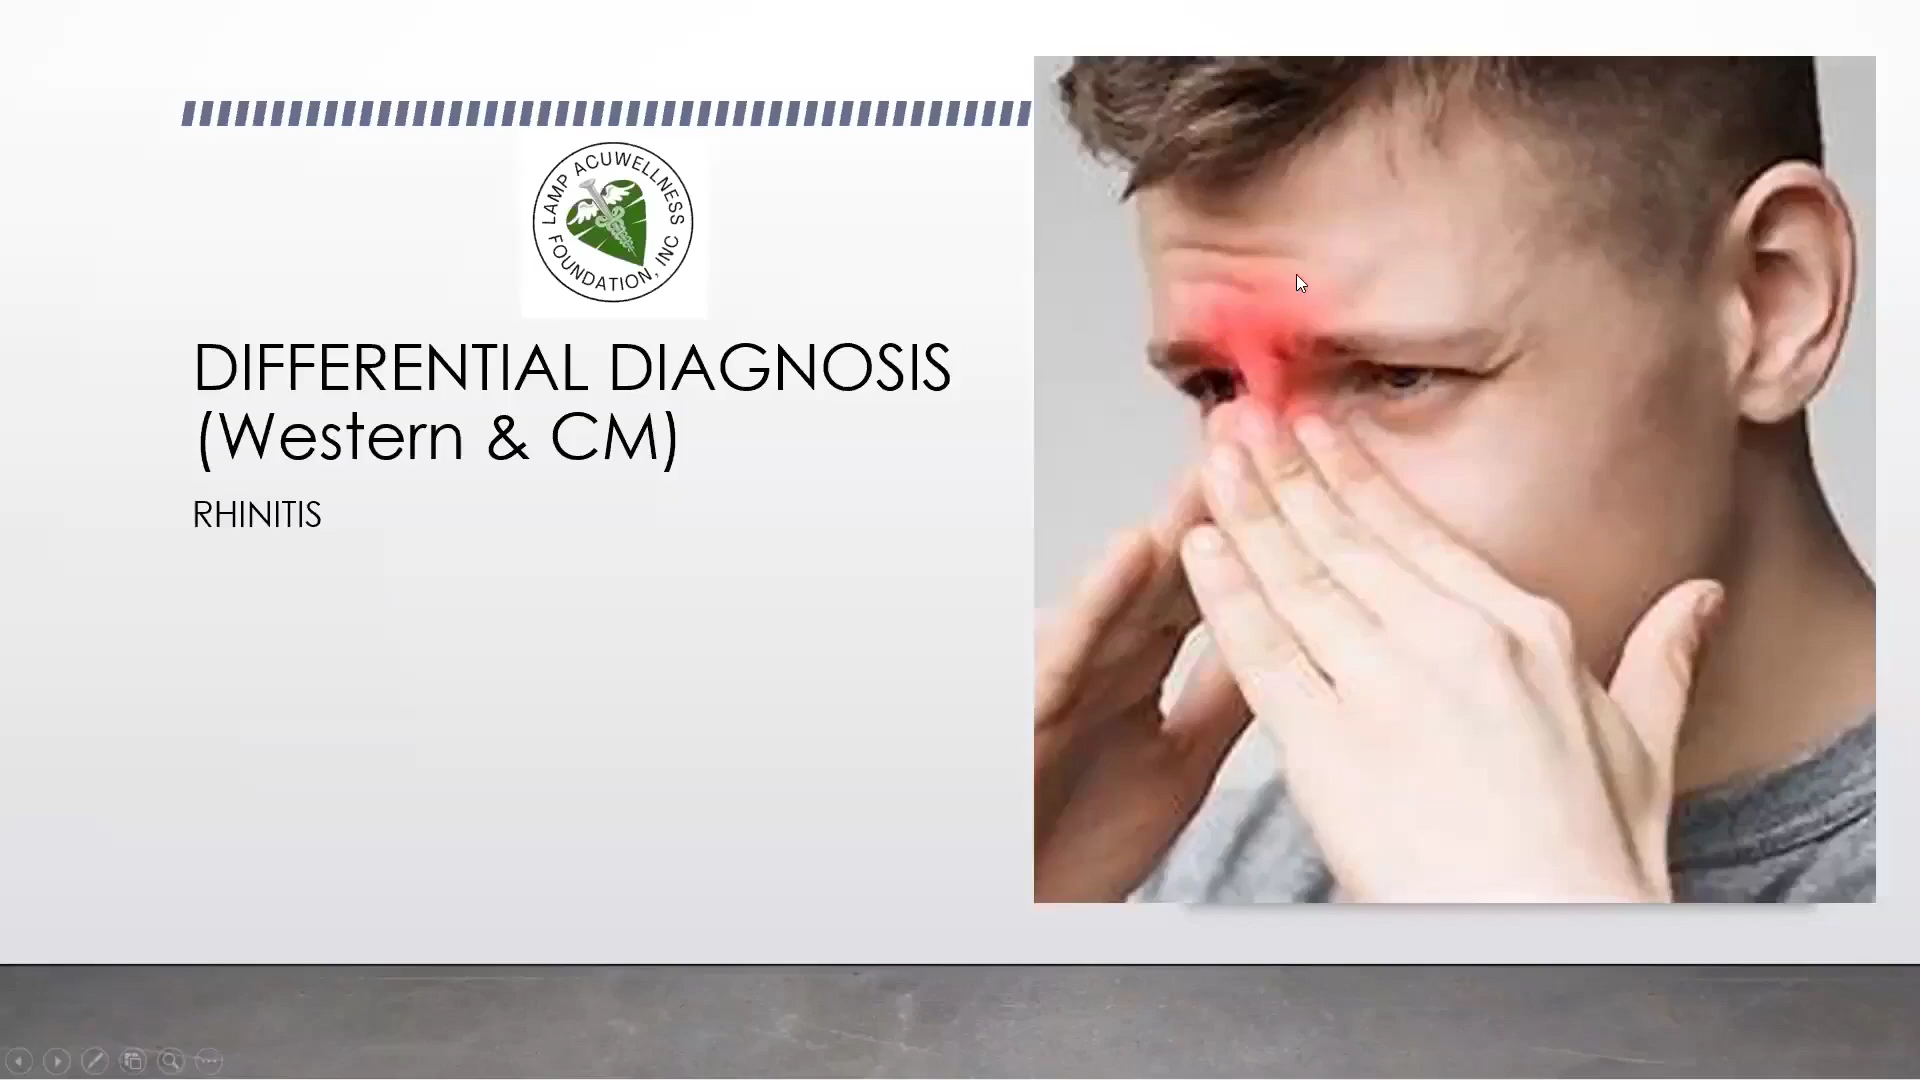 LAMP ACUWELLNESS
FOUNDATION, INC
DIFFERENTIAL DIAGNOSIS
(Western & CM)
RHINITIS